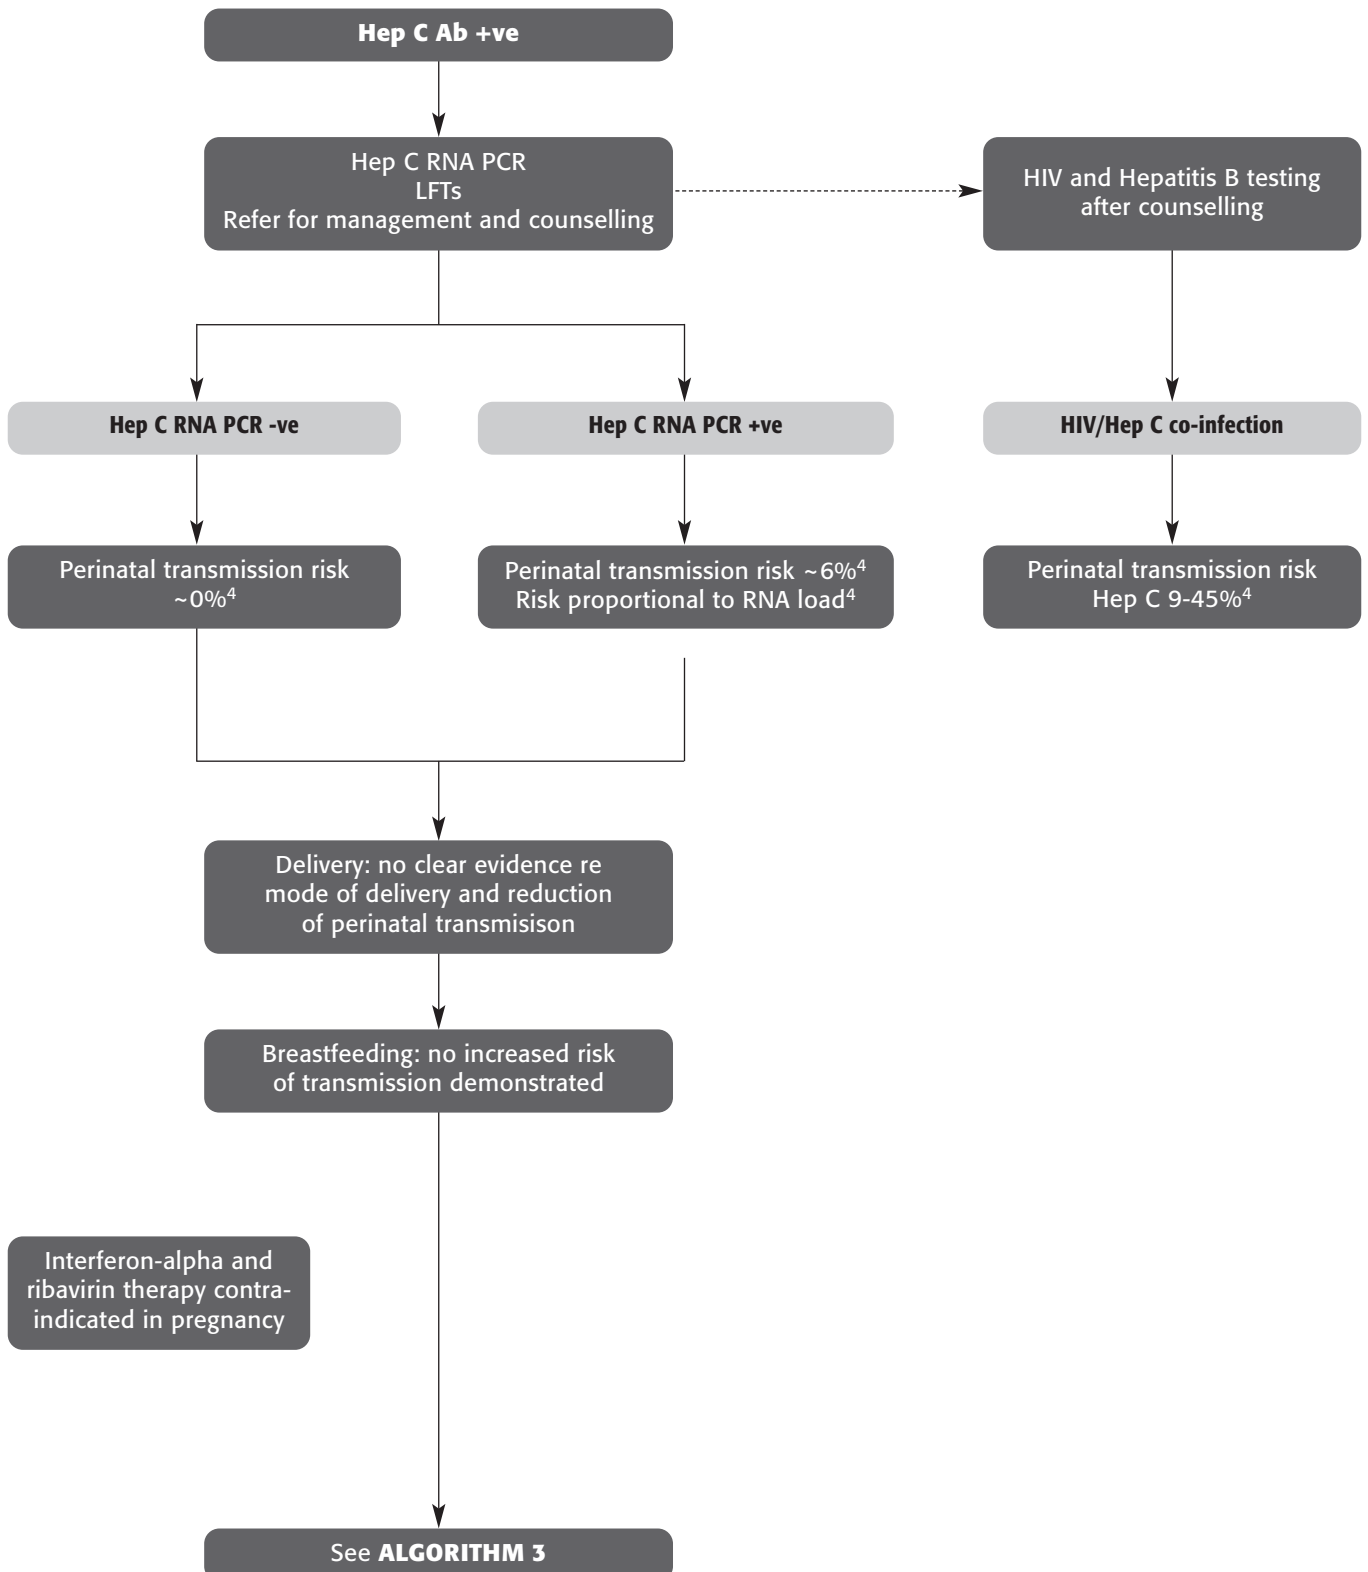 Hep C Ab +ve
Hep C RNA PCR
LFTs
Refer for management and counselling
HIV and Hepatitis B testing
after counselling
Hep C RNA PCR -ve
Hep C RNA PCR +ve
HIV/Hep C co-infection
Perinatal transmission risk
~0%⁴
Perinatal transmission risk ~6%⁴
Risk proportional to RNA load⁴
Perinatal transmission risk
Hep C 9-45%⁴
Delivery: no clear evidence re
mode of delivery and reduction
of perinatal transmisison
Breastfeeding: no increased risk
of transmission demonstrated
Interferon-alpha and
ribavirin therapy contra-
indicated in pregnancy
See ALGORITHM 3